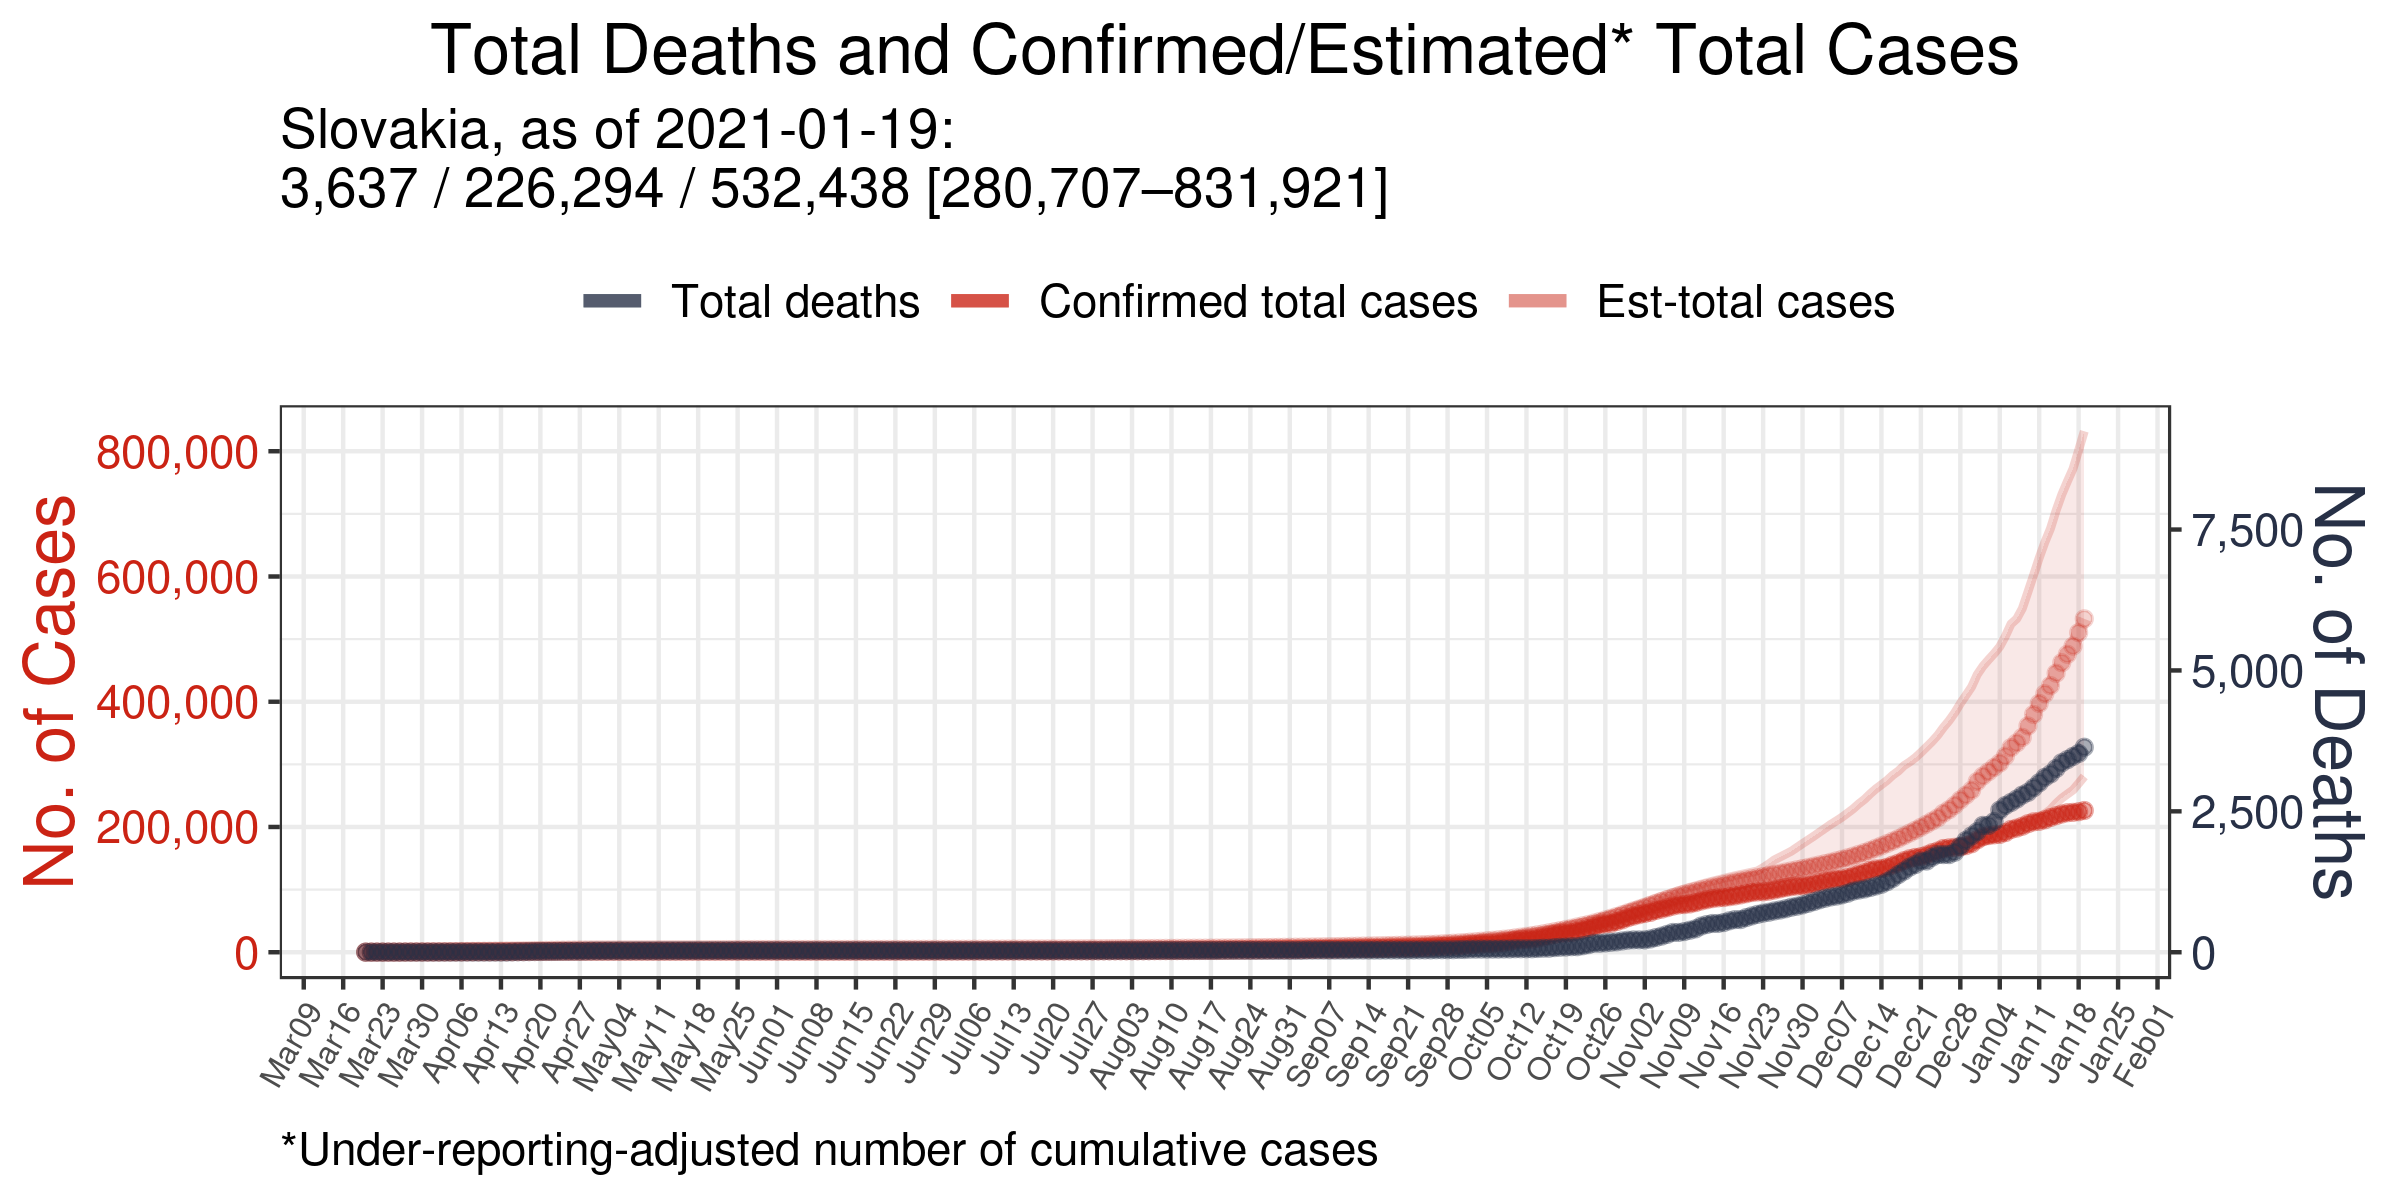 Total Deaths and Confirmed/Estimated* Total Cases
Slovakia, as of 2021-01-19:
3,637 / 226,294 / 532,438 [280,707–831,921]
Total deaths Confirmed total cases Est-total cases
No. of Cases
800,000
600,000
400,000
200,000
0
No. of Deaths
7,500
5,000
2,500
0
Mar09 Mar16 Mar23 Mar30 Apr06 Apr13 Apr20 Apr27 May04 May11 May18 May25 Jun01 Jun08 Jun15 Jun22 Jun29 Jul06 Jul13 Jul20 Jul27 Aug03 Aug10 Aug17 Aug24 Aug31 Sep07 Sep14 Sep21 Sep28 Oct05 Oct12 Oct19 Oct26 Nov02 Nov09 Nov16 Nov23 Nov30 Dec07 Dec14 Dec21 Dec28 Jan04 Jan11 Jan18 Jan25 Feb01
*Under-reporting-adjusted number of cumulative cases